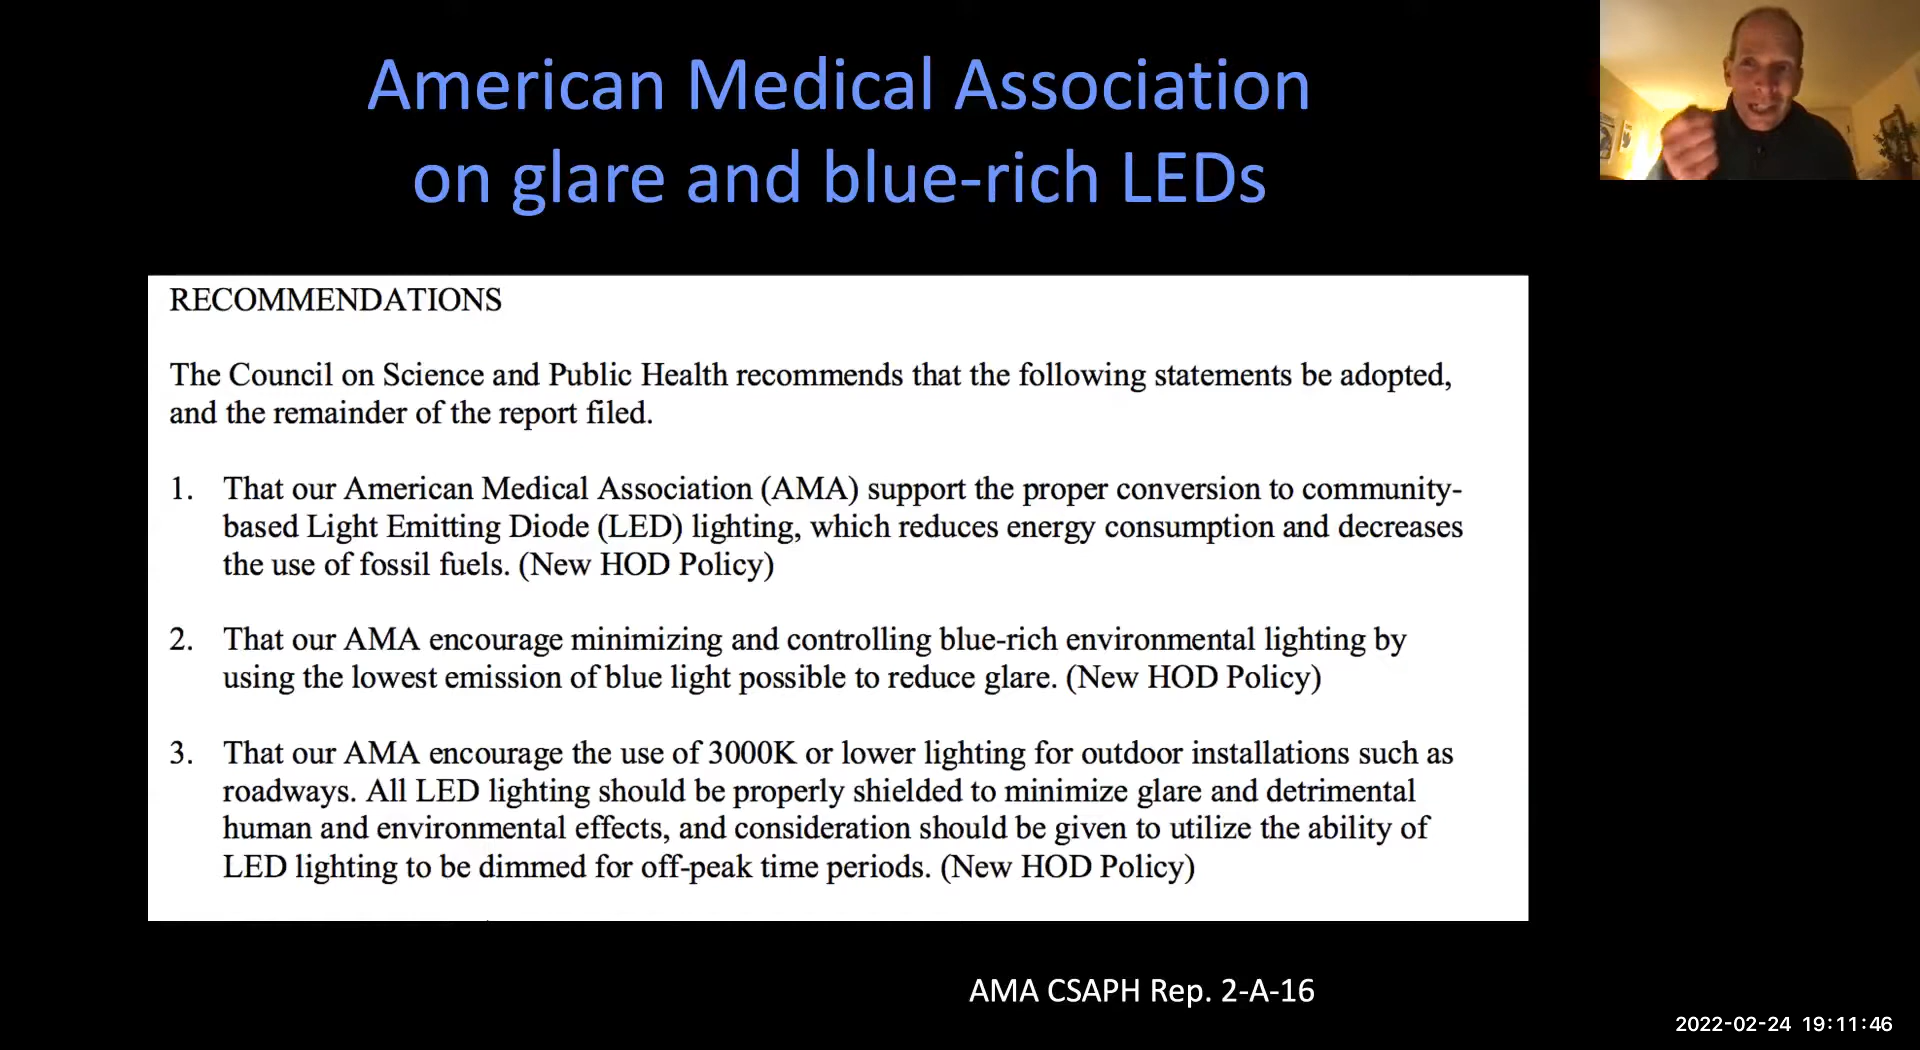 American Medical Association
on glare and blue-rich LEDs
RECOMMENDATIONS
The Council on Science and Public Health recommends that the following statements be adopted,
and the remainder of the report filed.
1. That our American Medical Association (AMA) support the proper conversion to community-
based Light Emitting Diode (LED) lighting, which reduces energy consumption and decreases
the use of fossil fuels. (New HOD Policy)
2. That our AMA encourage minimizing and controlling blue-rich environmental lighting by
using the lowest emission of blue light possible to reduce glare. (New HOD Policy)
3. That our AMA encourage the use of 3000K or lower lighting for outdoor installations such as
roadways. All LED lighting should be properly shielded to minimize glare and detrimental
human and environmental effects, and consideration should be given to utilize the ability of
LED lighting to be dimmed for off-peak time periods. (New HOD Policy)
AMA CSAPH Rep. 2-A-16
2022-02-24 19:11:46